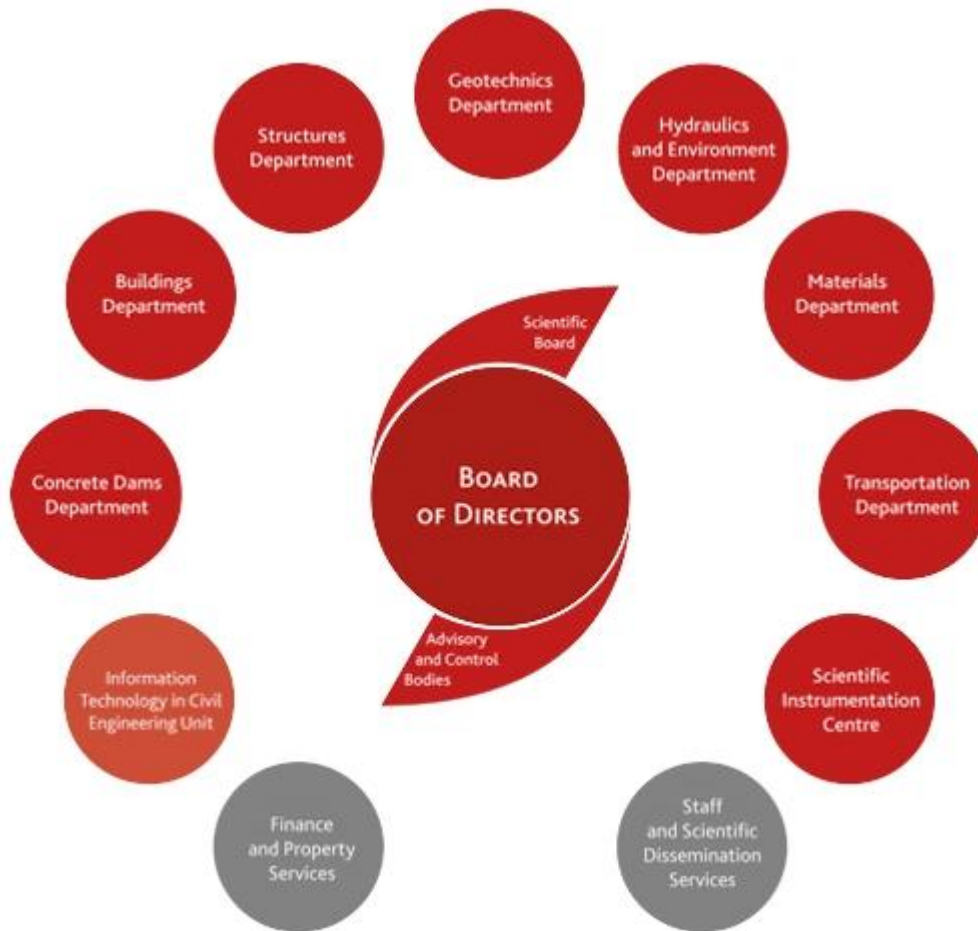 Geotechnics
Department
Structures
Department
Hydraulics
and Environment
Department
Buildings
Department
Materials
Department
Scientific
Board
Concrete Dams
Department
BOARD
OF DIRECTORS
Transportation
Department
Advisory
and Control
Bodies
Information
Technology in Civil
Engineering Unit
Scientific
Instrumentation
Centre
Finance
and Property
Services
Staff
and Scientific
Dissemination
Services